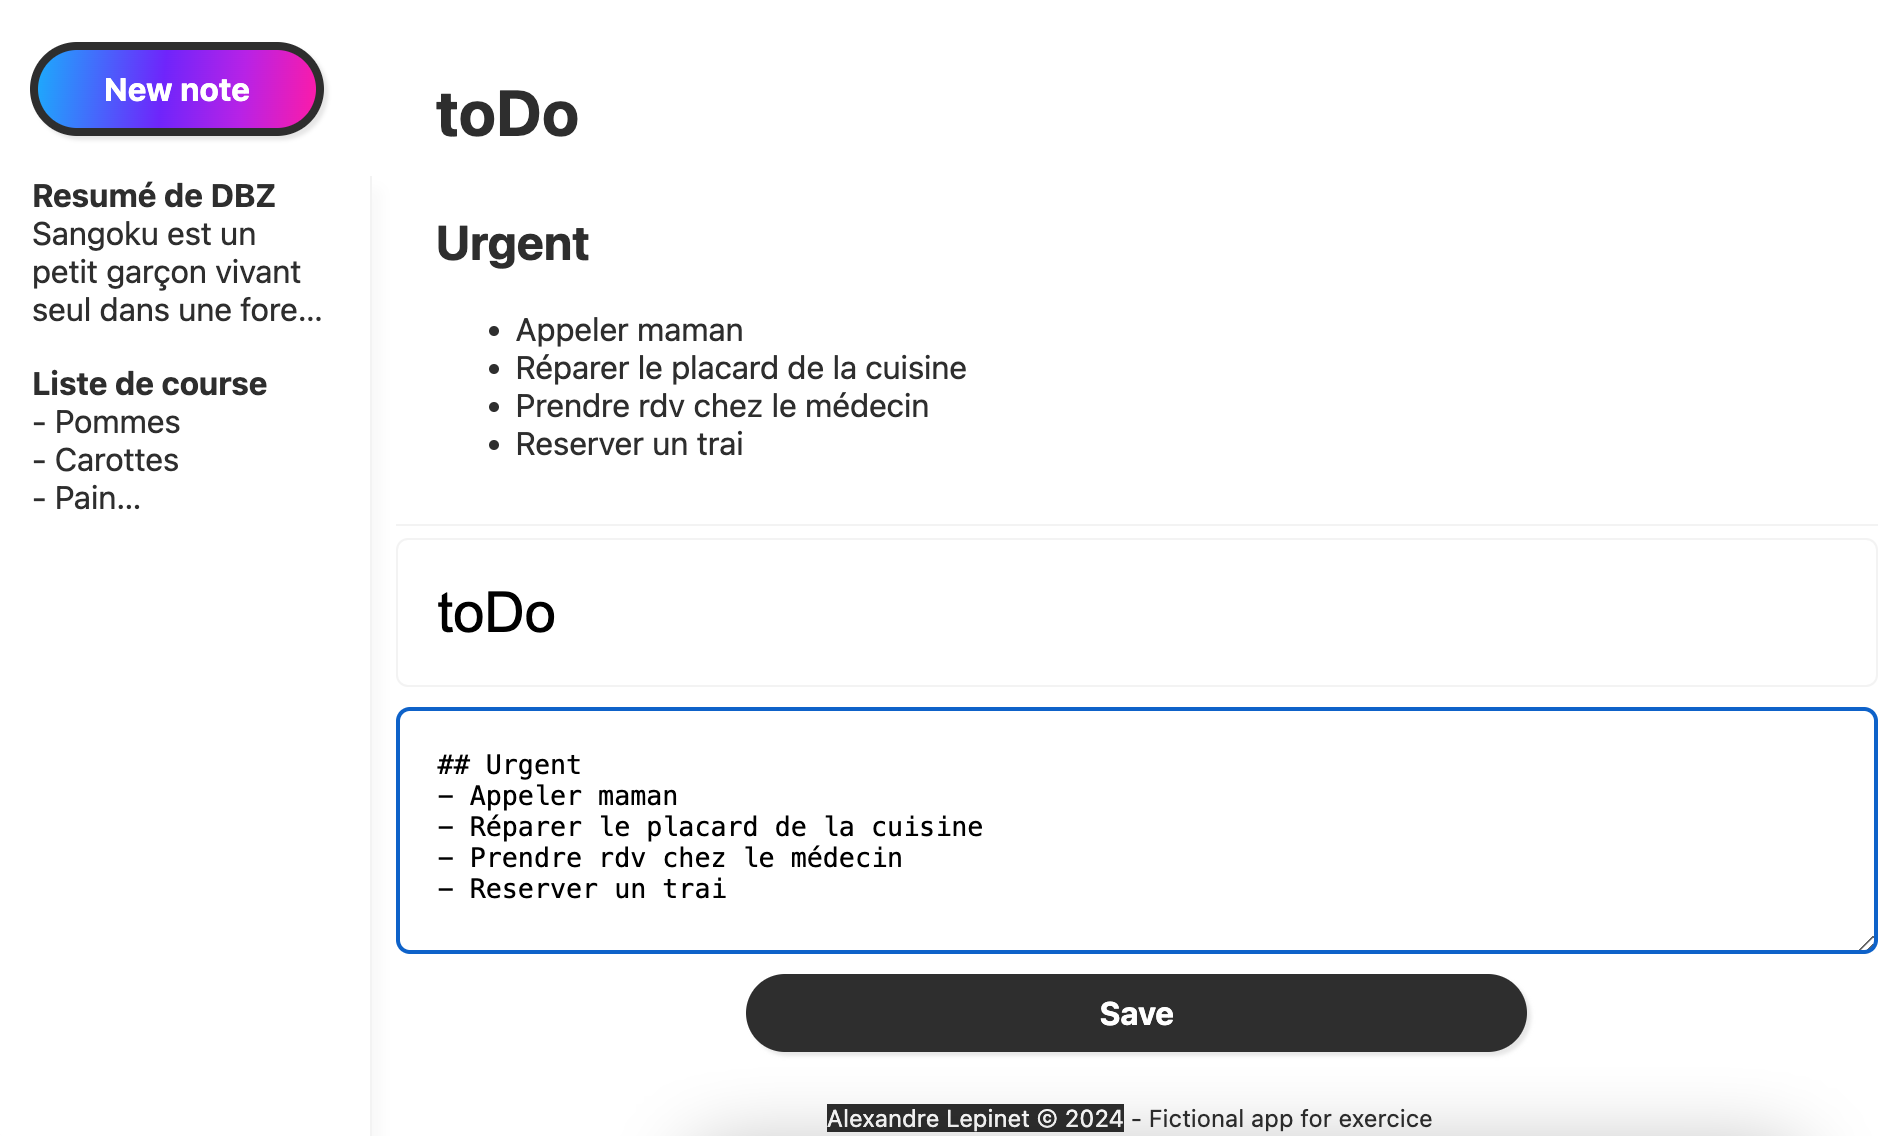 New note
Resumé de DBZ
Sangoku est un
petit garçon vivant
seul dans une fore...
Liste de course
- Pommes
- Carottes
- Pain...
toDo
Urgent
• Appeler maman
• Réparer le placard de la cuisine
• Prendre rdv chez le médecin
• Reserver un trai
toDo
## Urgent
- Appeler maman
- Réparer le placard de la cuisine
- Prendre rdv chez le médecin
- Reserver un trai
Save
Alexandre Lepinet © 2024 - Fictional app for exercice